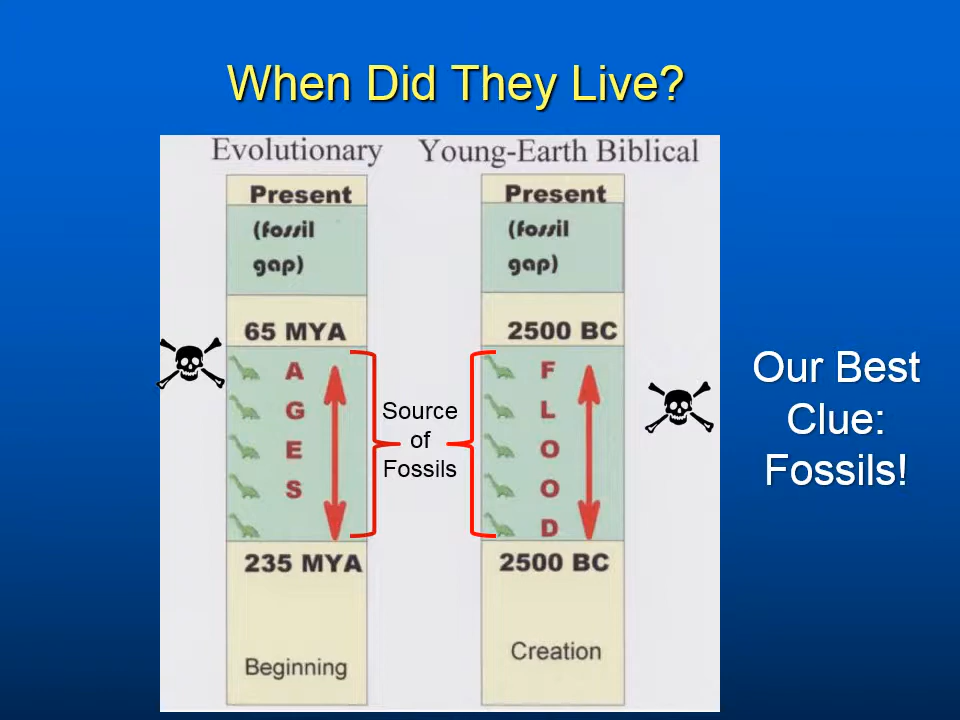 When Did They Live?
Evolutionary
Young-Earth Biblical
Present
(fossil
gap)
65 MYA
A
G
E
S
235 MYA
Beginning
Source
of
Fossils
Present
(fossil
gap)
2500 BC
F
L
O
O
D
2500 BC
Creation
Our Best
Clue:
Fossils!